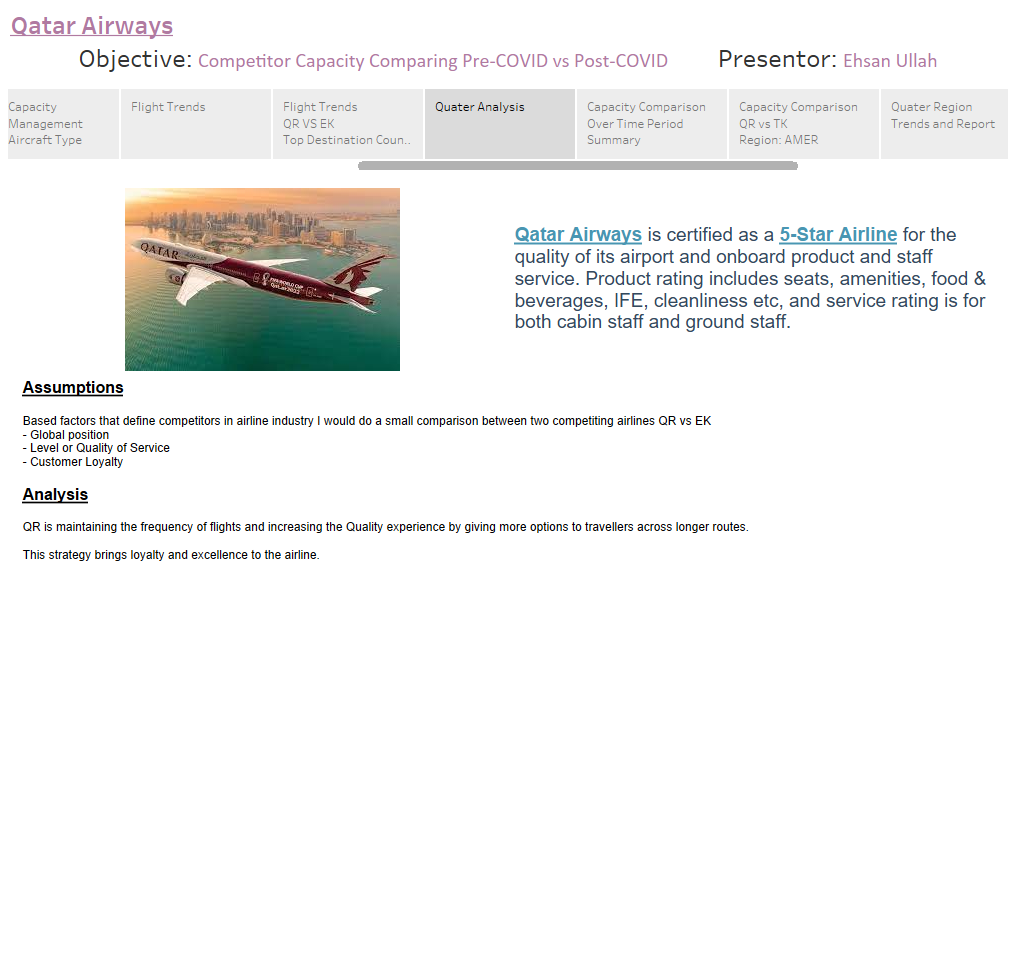 Qatar Airways
Objective: Competitor Capacity Comparing Pre-COVID vs Post-COVID Presentor: Ehsan Ullah
Capacity
Management
Aircraft Type
Flight Trends
Flight Trends
QR VS EK
Top Destination Coun..
Quater Analysis
Capacity Comparison
Over Time Period
Summary
Capacity Comparison
QR vs TK
Region: AMER
Quater Region
Trends and Report
QATAR
FIFA WORLD CUP
Qatar2022
Qatar Airways is certified as a 5-Star Airline for the
quality of its airport and onboard product and staff
service. Product rating includes seats, amenities, food &
beverages, IFE, cleanliness etc, and service rating is for
both cabin staff and ground staff.
Assumptions
Based factors that define competitors in airline industry I would do a small comparison between two competiting airlines QR vs EK
- Global position
- Level or Quality of Service
- Customer Loyalty
Analysis
QR is maintaining the frequency of flights and increasing the Quality experience by giving more options to travellers across longer routes.
This strategy brings loyalty and excellence to the airline.